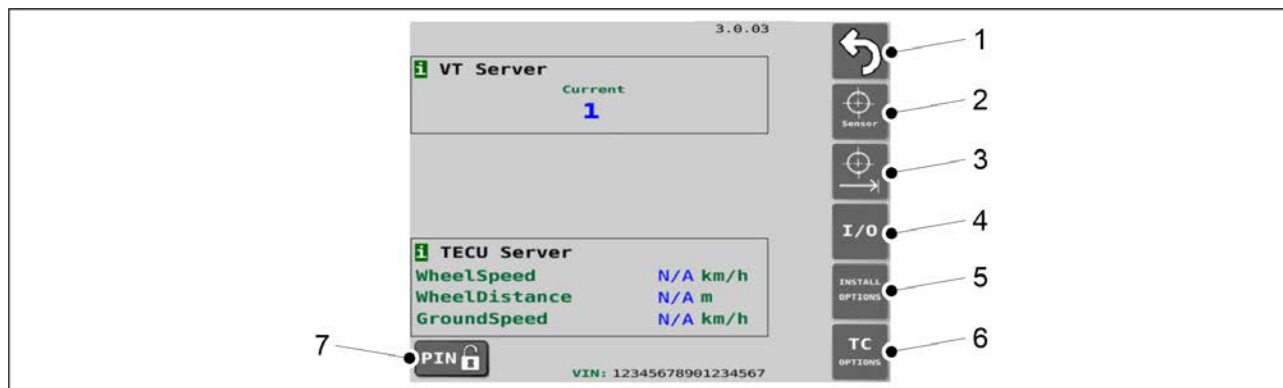 3.0.03
1
i VT Server
Current
1
Sensor
2
3
I/O
4
i TECU Server
WheelSpeed N/A km/h
WheelDistance N/A m
GroundSpeed N/A km/h
INSTALL
OPTIONS
5
TC
OPTIONS
6
7
PIN
VIN: 12345678901234567